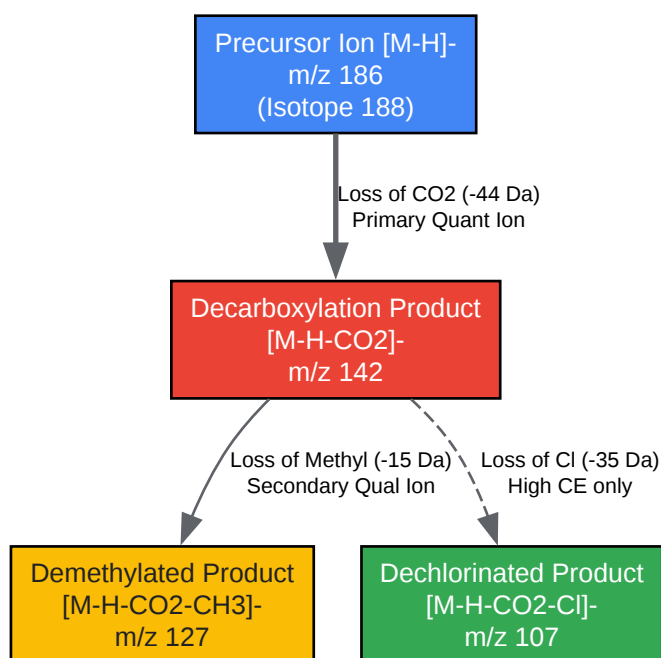 Precursor Ion [M-H]-
m/z 186
(Isotope 188)
Loss of CO2 (-44 Da)
Primary Quant Ion
Decarboxylation Product
[M-H-CO2]-
m/z 142
Loss of Methyl (-15 Da)
Secondary Qual Ion
Loss of Cl (-35 Da)
High CE only
Demethylated Product
[M-H-CO2-CH3]-
m/z 127
Dechlorinated Product
[M-H-CO2-Cl]-
m/z 107